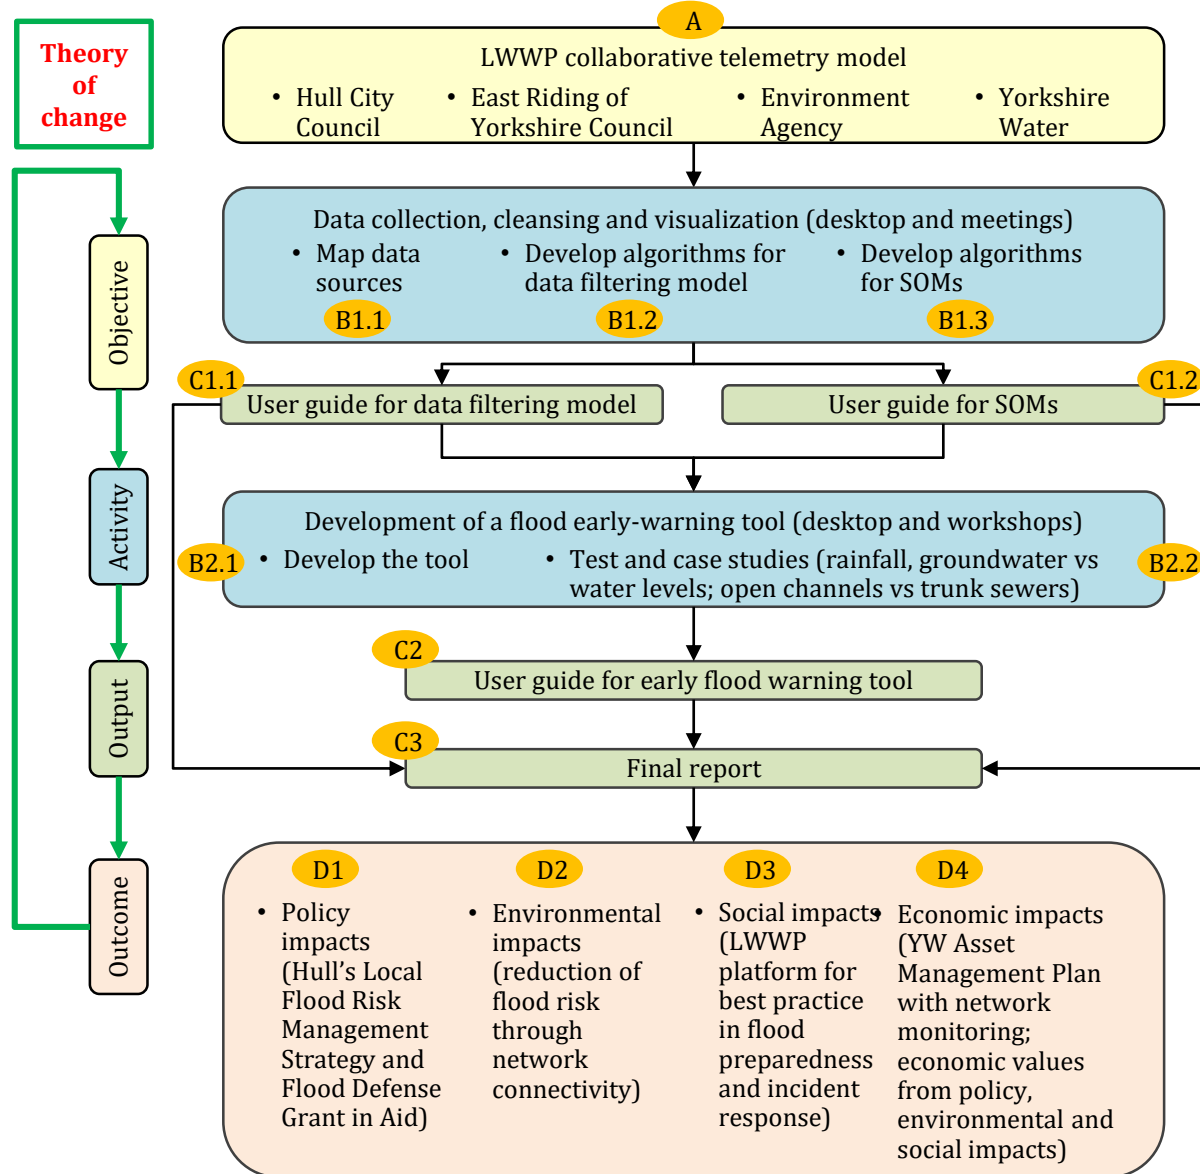 Theory
of
change
A
LWWP collaborative telemetry model
• Hull City
Council
• East Riding of
Yorkshire Council
• Environment
Agency
• Yorkshire
Water
Data collection, cleansing and visualization (desktop and meetings)
• Map data
sources
• Develop algorithms for
data filtering model
• Develop algorithms
for SOMs
B1.1
B1.2
B1.3
C1.1
User guide for data filtering model
C1.2
User guide for SOMs
Development of a flood early-warning tool (desktop and workshops)
B2.1
• Develop the tool
• Test and case studies (rainfall, groundwater vs
water levels; open channels vs trunk sewers)
B2.2
C2
User guide for early flood warning tool
C3
Final report
D1
• Policy
impacts
(Hull’s Local
Flood Risk
Management
Strategy and
Flood Defense
Grant in Aid)
D2
• Environmental
impacts
(reduction of
flood risk
through
network
connectivity)
D3
• Social impacts
(LWWP
platform for
best practice
in flood
preparedness
and incident
response)
D4
• Economic impacts
(YW Asset
Management Plan
with network
monitoring;
economic values
from policy,
environmental and
social impacts)
Objective
Activity
Output
Outcome